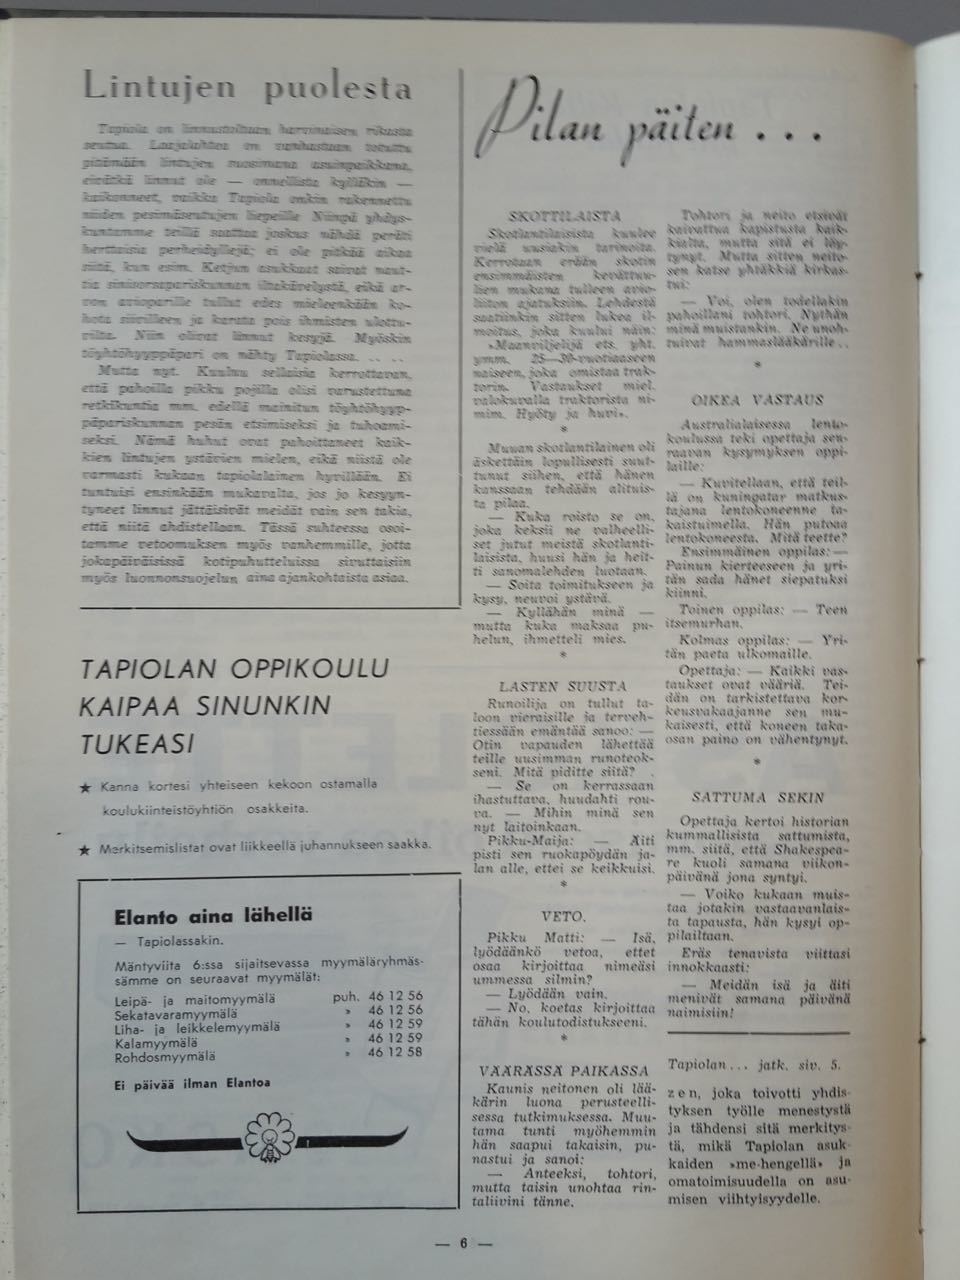 Lintujen puolesta
Tapiola on linnustoltaan harvinaisen rikasta
seutua. Laajalahtea on vanhastaan totuttu
pitämään lintujen suosimana asuinpaikkana,
eivätkä linnut ole — onnellista kylläkin —
kaikonneet, vaikka Tapiola onkin rakennettu
niiden pesimäseutujen liepeille Niinpä yhdys-
kuntamme teillä saattaa joskus nähdä peräti
herttaisia perheidyllejä; ei ole pitkää aikaa
siitä, kun esim. Ketjun asukkaat saivat naut-
tia sinisorsapariskunnan iltakävelystä, eikä ar-
von avioparille tullut edes mieleenkään ko-
hota siivilleen ja karata pois ihmisten ulottu-
vilta. Niin olivat linnut kesyjä. Myöskin
töyhtöhyyppäpari on nähty Tapiolassa.
Mutta nyt. Kuuluu sellaisia kerrottavan,
että pahoilla pikku pojilla olisi varustettuna
retkikuntia mm. edellä mainitun töyhtöhyyp-
päpariskunnan pesän etsimiseksi ja tuhoami-
seksi. Nämä huhut ovat pahoittaneet kaik-
kien lintujen ystävien mielen, eikä niistä ole
varmasti kukaan tapiolalainen hyvillään. Ei
tuntuisi ensinkään mukavalta, jos jo kesyyn-
tyneet linnut jättäisivät meidät vain sen takia,
että niitä ahdistellaan. Tässä suhteessa osoi-
tamme vetoomuksen myös vanhemmille, jotta
jokapäiväisissä kotipuhutteluissa sivuttaisiin
myös luonnonsuojelun aina ajankohtaista asiaa.
TAPIOLAN OPPIKOULU
KAIPAA SINUNKIN
TUKEASI
★ Kanna kortesi yhteiseen kekoon ostamalla
koulukiinteistöyhtiön osakkeita.
★ Merkitsemislistat ovat liikkeellä juhannukseen saakka.
Elanto aina lähellä
— Tapiolassakin.
Mäntyviita 6:ssa sijaitsevassa myymäläryhmäs-
sämme on seuraavat myymälät:
Leipä- ja maitomyymälä puh. 46 12 56
Sekatavaramyymälä » 46 12 56
Liha- ja leikkelemyymälä » 46 12 59
Kalamyymälä » 46 12 59
Rohdosmyymälä » 46 12 58
Ei päivää ilman Elantoa
Pilan päiten . . .
SKOTTILAISTA
Skotlantilaisista kuulee
vielä uusiakin tarinoita.
Kerrotaan erään skotin
ensimmäisten kevättuu-
lien mukana tulleen avio-
liiton ajatuksiin. Lehdestä
saatiinkin sitten lukea il-
moitus, joka kuului näin:
»Maanviljelijä ets. yht.
ymm. 25—30-vuotiaaseen
naiseen, joka omistaa trak-
torin. Vastaukset miel.
valokuvalla traktorista ni-
mim. Hyöty ja huvi».
*
Muuan skotlantilainen oli
äskettäin lopullisesti suut-
tunut siihen, että hänen
kanssaan tehdään alituis-
ta pilaa.
— Kuka roisto se on,
joka keksii ne valheelli-
set jutut meistä skotlanti-
laisista, huusi hän ja heit-
ti sanomalehden luotaan.
— Soita toimitukseen ja
kysy, neuvoi ystävä.
— Kyllähän minä —
mutta kuka maksaa pu-
helun, ihmetteli mies.
*
LASTEN SUUSTA
Runoilija on tullut ta-
loon vieraisille ja terveh-
tiessään emäntää sanoo: —
Otin vapauden lähettää
teille uusimman runoteok-
seni. Mitä piditte siitä?
— Se on kerrassaan
ihastuttava, huudahti rou-
va. — Mihin minä sen
nyt laitoinkaan.
Pikku-Maija: — Äiti
pisti sen ruokapöydän ja-
lan alle, ettei se keikkuisi.
*
VETO.
Pikku Matti: — Isä,
lyödäänkö vetoa, ettet
osaa kirjoittaa nimeäsi
ummessa silmin?
— Lyödään vain.
— No, koetas kirjoittaa
tähän koulutodistukseeni.
*
VÄÄRÄSSÄ PAIKASSA
Kaunis neitonen oli lää-
kärin luona perusteelli-
sessa tutkimuksessa. Muu-
tama tunti myöhemmin
hän saapui takaisin, pu-
nastui ja sanoi:
— Anteeksi, tohtori,
mutta taisin unohtaa rin-
taliivini tänne.
Tohtori ja neito etsivät
kaivattua kapistusta kaik-
kialta, mutta sitä ei löy-
tynyt. Mutta sitten neito-
sen katse yhtäkkiä kirkas-
tui:
— Voi, olen todellakin
pahoillani tohtori. Nythän
minä muistankin. Ne unoh-
tuivat hammaslääkärille..
*
OIKEA VASTAUS
Australialaisessa lento-
koulussa teki opettaja seu-
raavan kysymyksen oppi-
laille:
— Kuvitellaan, että teil-
lä on kuningatar matkus-
tajana lentokoneenne ta-
kaistuimella. Hän putoaa
lentokoneesta. Mitä teette?
Ensimmäinen oppilas: —
Painun kierteeseen ja yri-
tän sada hänet siepatuksi
kiinni.
Toinen oppilas: — Teen
itsemurhan.
Kolmas oppilas: — Yri-
tän paeta ulkomaille.
Opettaja: — Kaikki vas-
taukset ovat vääriä. Tei-
dän on tarkistettava kor-
keusvakaajanne sen mu-
kaisesti, että koneen taka-
osan paino on vähentynyt.
*
SATTUMA SEKIN
Opettaja kertoi historian
kummallisista sattumista,
mm. siitä, että Shakespea-
re kuoli samana viikon-
päivänä jona syntyi.
— Voiko kukaan muis-
taa jotakin vastaavanlais-
ta tapausta, hän kysyi op-
pilailtaan.
Eräs tenavista viittasi
innokkaasti:
— Meidän isä ja äiti
menivät samana päivänä
naimisiin!
Tapiolan... jatk. siv. 5.
zen, joka toivotti yhdis-
tyksen työlle menestystä
ja tähdensi sitä merkitys-
tä, mikä Tapiolan asuk-
kaiden »me-hengellä» ja
omatoimisuudella on asu-
misen viihtyisyydelle.
— 6 —